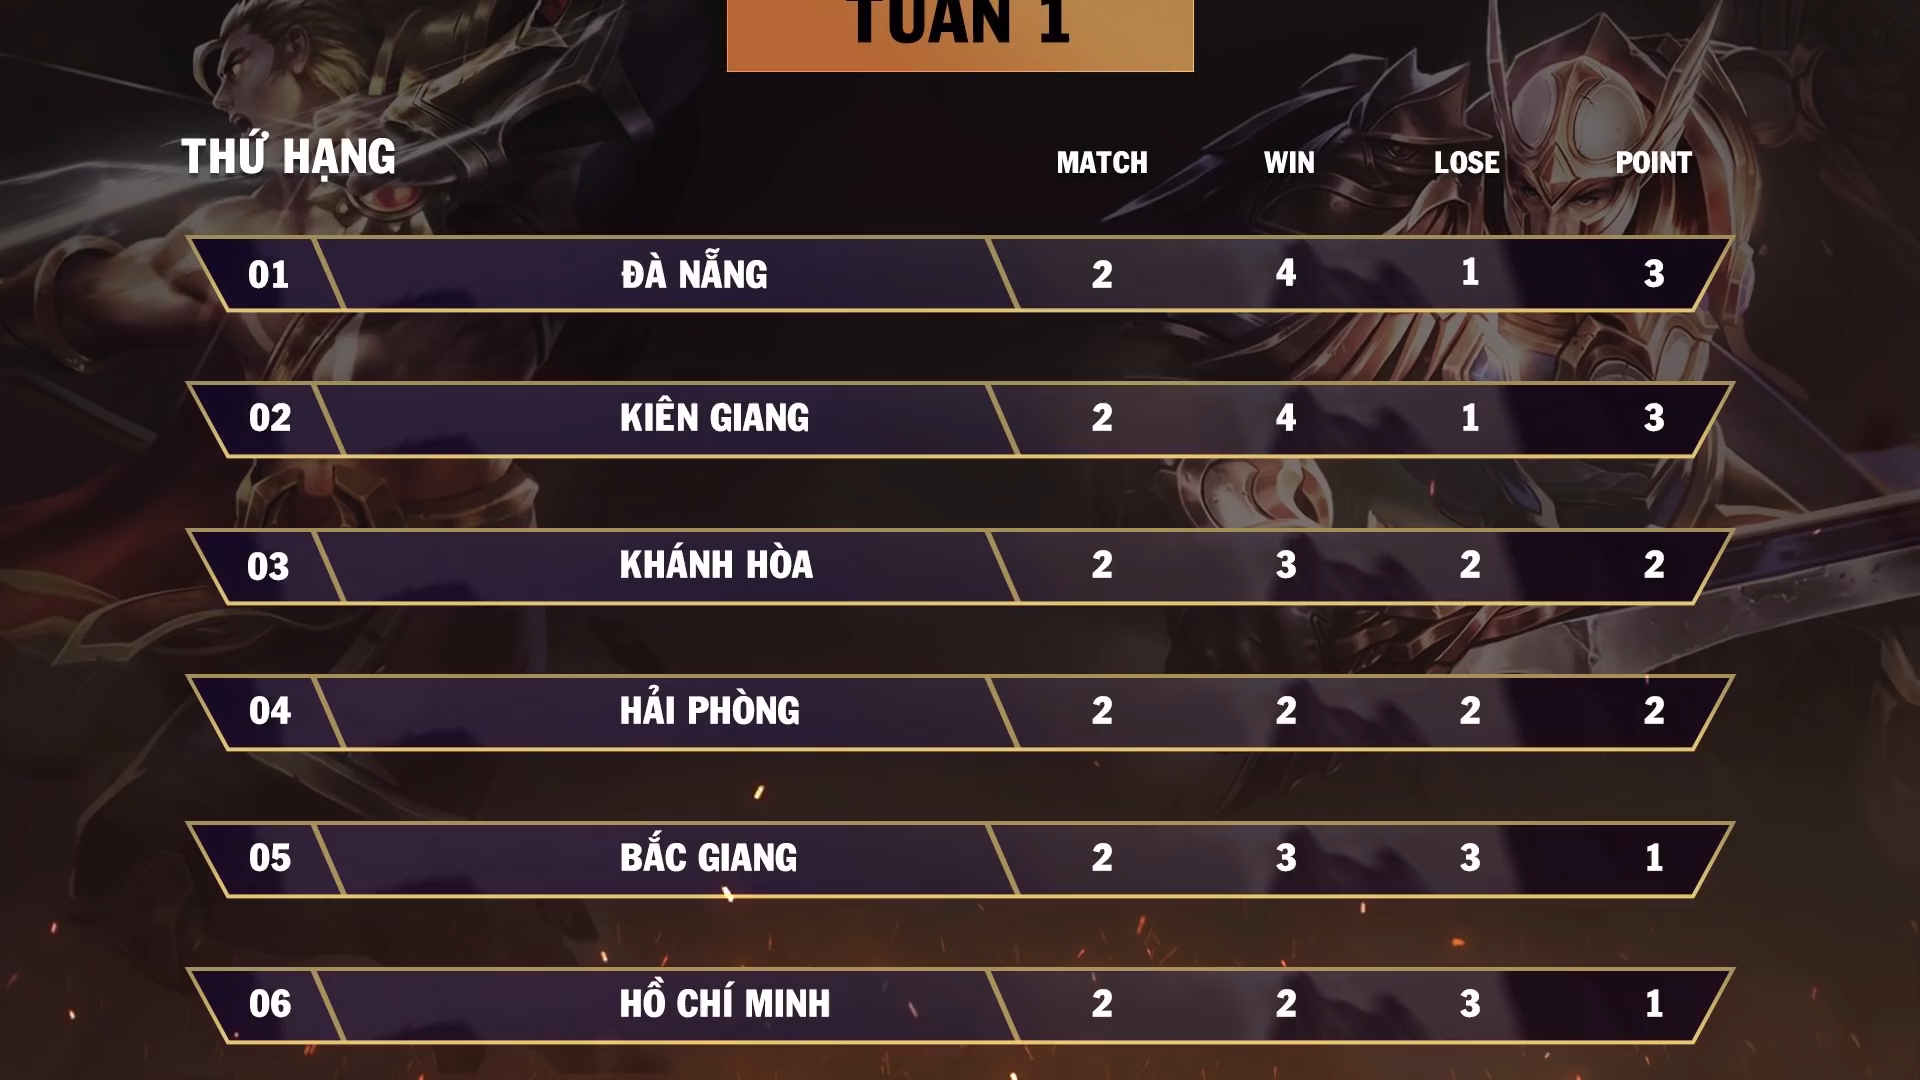 TUẦN 1
THỨ HẠNG MATCH WIN LOSE POINT
01 ĐÀ NẴNG 2 4 1 3
02 KIÊN GIANG 2 4 1 3
03 KHÁNH HÒA 2 3 2 2
04 HẢI PHÒNG 2 2 2 2
05 BẮC GIANG 2 3 3 1
06 HỒ CHÍ MINH 2 2 3 1